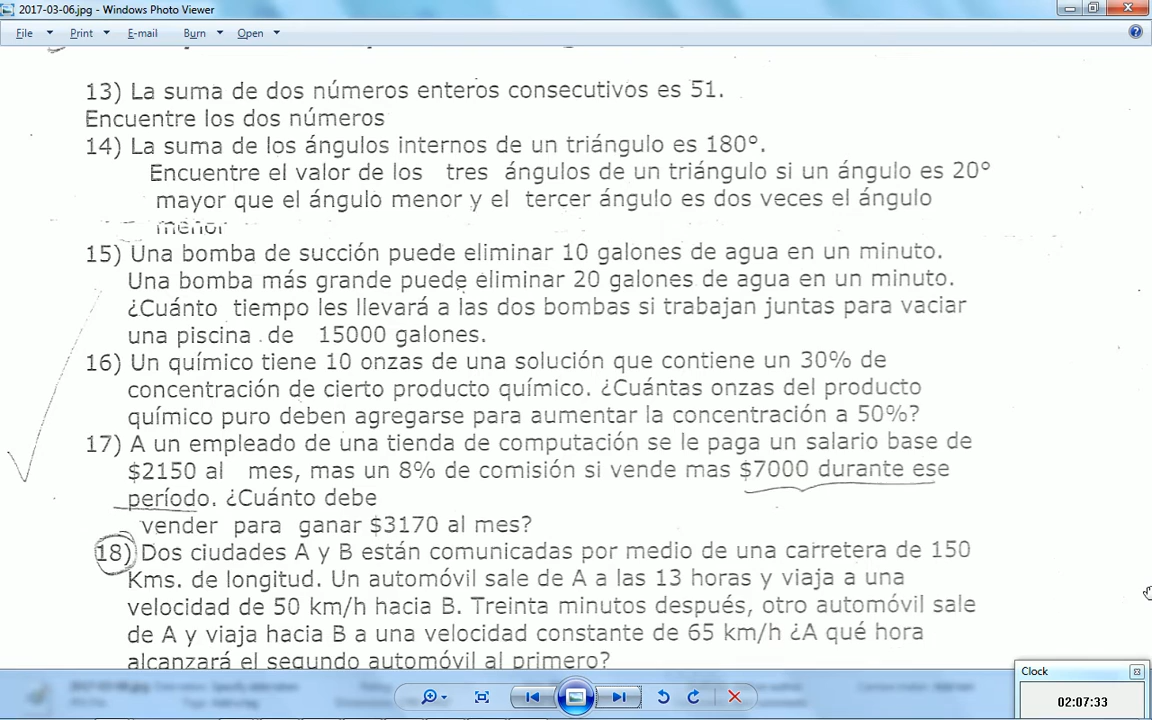 2017-03-06.jpg - Windows Photo Viewer
File Print E-mail Burn Open
13) La suma de dos números enteros consecutivos es 51.
Encuentre los dos números
14) La suma de los ángulos internos de un triángulo es 180°.
Encuentre el valor de los tres ángulos de un triángulo si un ángulo es 20°
mayor que el ángulo menor y el tercer ángulo es dos veces el ángulo
menor
15) Una bomba de succión puede eliminar 10 galones de agua en un minuto.
Una bomba más grande puede eliminar 20 galones de agua en un minuto.
¿Cuánto tiempo les llevará a las dos bombas si trabajan juntas para vaciar
una piscina de 15000 galones.
16) Un químico tiene 10 onzas de una solución que contiene un 30% de
concentración de cierto producto químico. ¿Cuántas onzas del producto
químico puro deben agregarse para aumentar la concentración a 50%?
17) A un empleado de una tienda de computación se le paga un salario base de
$2150 al mes, mas un 8% de comisión si vende mas $7000 durante ese
período. ¿Cuánto debe
vender para ganar $3170 al mes?
18) Dos ciudades A y B están comunicadas por medio de una carretera de 150
Kms. de longitud. Un automóvil sale de A a las 13 horas y viaja a una
velocidad de 50 km/h hacia B. Treinta minutos después, otro automóvil sale
de A y viaja hacia B a una velocidad constante de 65 km/h ¿A qué hora
alcanzará el segundo automóvil al primero?
Clock
02:07:33